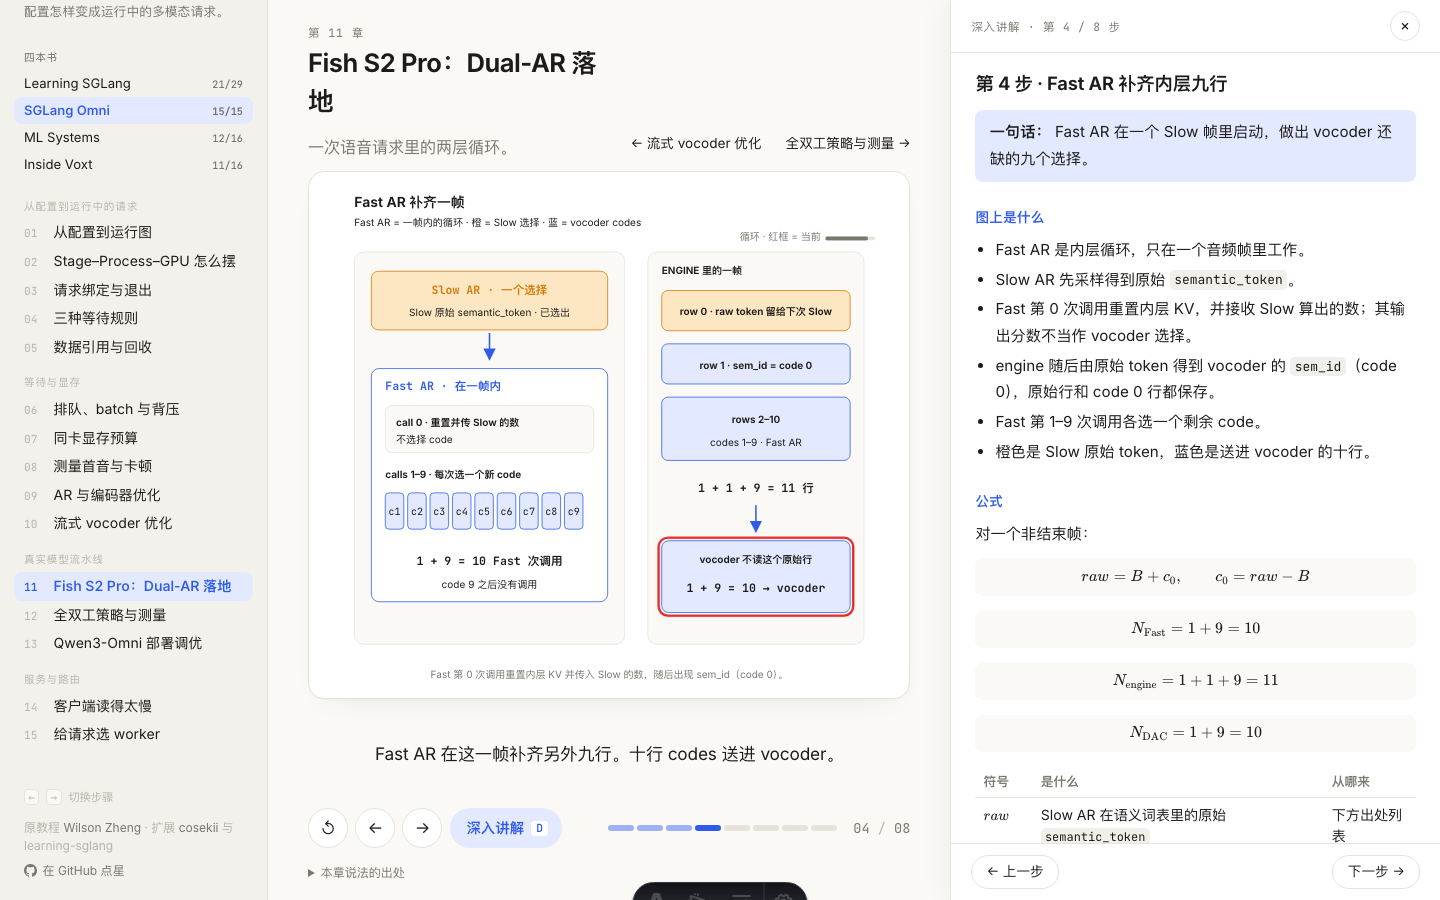 配置怎样变成运行中的多模态请求。
四本书
Learning SGLang 21/29
SGLang Omni 15/15
ML Systems 12/16
Inside Voxt 11/16
从配置到运行中的请求
01 从配置到运行图
02 Stage–Process–GPU 怎么摆
03 请求绑定与退出
04 三种等待规则
05 数据引用与回收
等待与显存
06 排队、batch 与背压
07 同卡显存预算
08 测量首音与卡顿
09 AR 与编码器优化
10 流式 vocoder 优化
真实模型流水线
11 Fish S2 Pro：Dual-AR 落地
12 全双工策略与测量
13 Qwen3-Omni 部署调优
服务与路由
14 客户端读得太慢
15 给请求选 worker
← → 切换步骤
原教程 Wilson Zheng · 扩展 cosekii 与
learning-sglang
在 GitHub 点星
第 11 章
Fish S2 Pro：Dual-AR 落
地
一次语音请求里的两层循环。
← 流式 vocoder 优化 全双工策略与测量 →
Fast AR 补齐一帧
Fast AR = 一帧内的循环 · 橙 = Slow 选择 · 蓝 = vocoder codes
循环 · 红框 = 当前
Slow AR · 一个选择
Slow 原始 semantic_token · 已选出
Fast AR · 在一帧内
call 0 · 重置并传 Slow 的数
不选择 code
calls 1–9 · 每次选一个新 code
c1 c2 c3 c4 c5 c6 c7 c8 c9
1 + 9 = 10 Fast 次调用
code 9 之后没有调用
ENGINE 里的一帧
row 0 · raw token 留给下次 Slow
row 1 · sem_id = code 0
rows 2–10
codes 1–9 · Fast AR
1 + 1 + 9 = 11 行
vocoder 不读这个原始行
1 + 9 = 10 → vocoder
Fast 第 0 次调用重置内层 KV 并传入 Slow 的数，随后出现 sem_id（code 0）。
Fast AR 在这一帧补齐另外九行。十行 codes 送进 vocoder。
深入讲解 D
04 / 08
▶ 本章说法的出处
深入讲解 · 第 4 / 8 步
×
第 4 步 · Fast AR 补齐内层九行
一句话： Fast AR 在一个 Slow 帧里启动，做出 vocoder 还
缺的九个选择。
图上是什么
• Fast AR 是内层循环，只在一个音频帧里工作。
• Slow AR 先采样得到原始 semantic_token。
• Fast 第 0 次调用重置内层 KV，并接收 Slow 算出的数；其输
出分数不当作 vocoder 选择。
• engine 随后由原始 token 得到 vocoder 的 sem_id（code
0），原始行和 code 0 行都保存。
• Fast 第 1–9 次调用各选一个剩余 code。
• 橙色是 Slow 原始 token，蓝色是送进 vocoder 的十行。
公式
对一个非结束帧：
raw = B + c₀, c₀ = raw − B
N_Fast = 1 + 9 = 10
N_engine = 1 + 1 + 9 = 11
N_DAC = 1 + 9 = 10
符号 是什么 从哪来
raw Slow AR 在语义词表里的原始 下方出处列
semantic_token 表
← 上一步 下一步 →